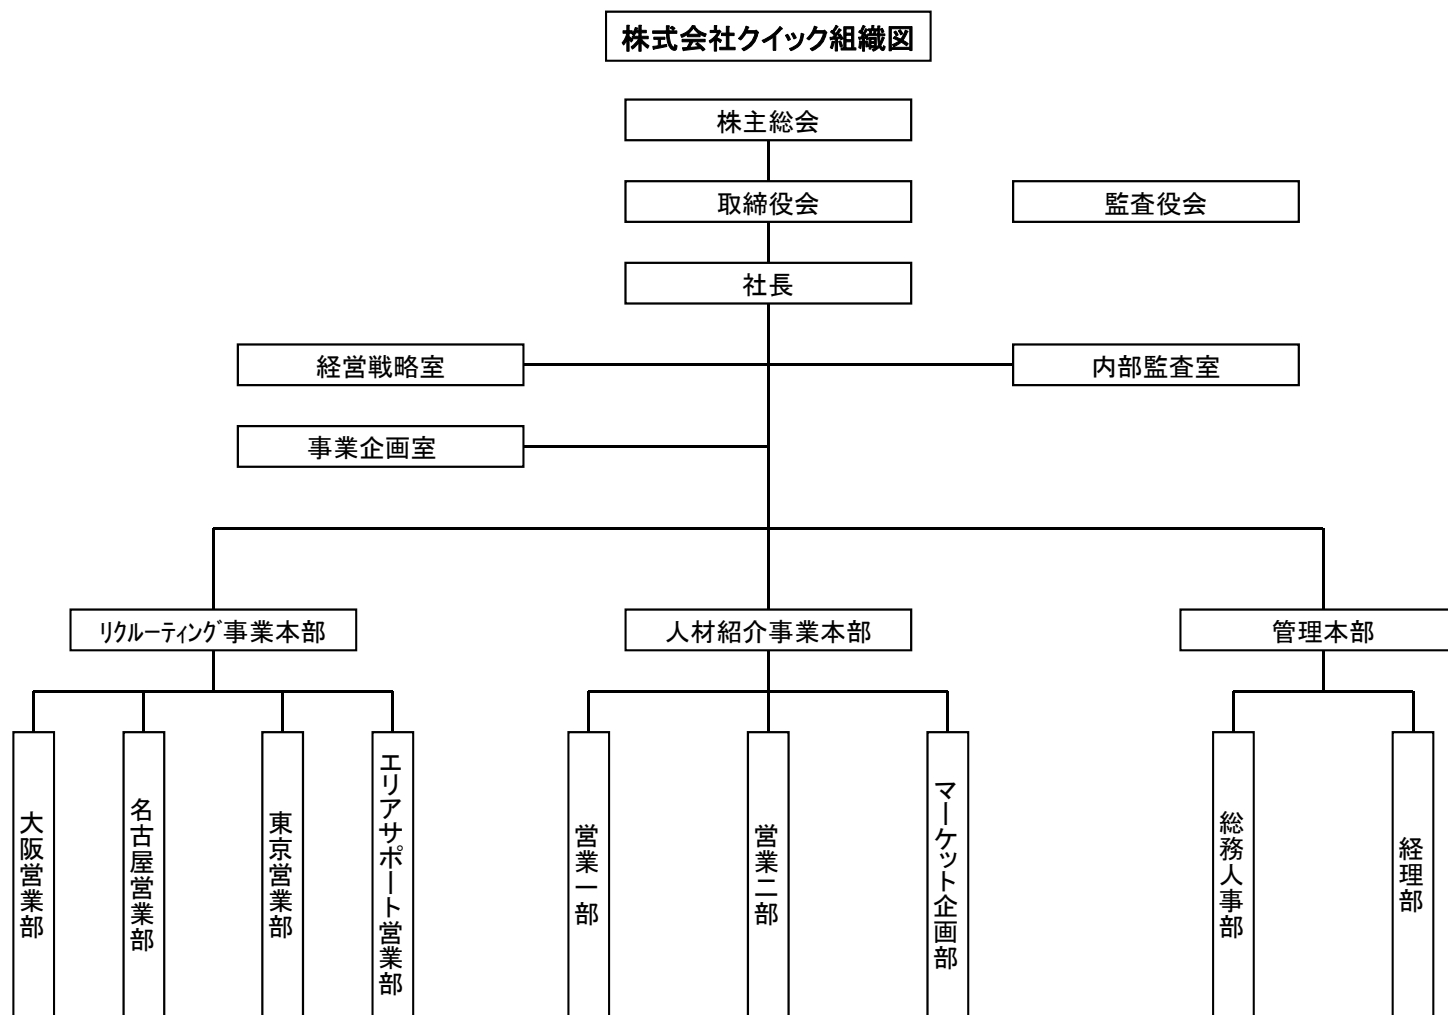 株式会社クイック組織図
株主総会
取締役会
監査役会
社長
経営戦略室
内部監査室
事業企画室
ﾘｸﾙｰﾃｨﾝｸﾞ事業本部
人材紹介事業本部
管理本部
大阪営業部
名古屋営業部
東京営業部
エリアサポート営業部
営業一部
営業二部
マーケット企画部
総務人事部
経理部